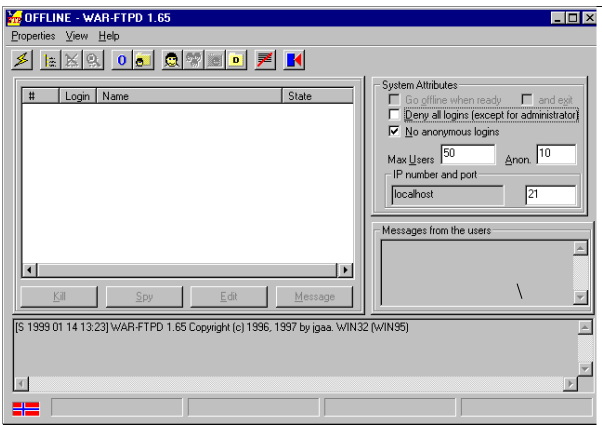 OFFLINE - WAR-FTPD 1.65
Properties View Help
# Login Name State
Kill Spy Edit Message
System Attributes
Go offline when ready and exit
Deny all logins (except for administrator)
No anonymous logins
Max Users 50 Anon. 10
IP number and port
localhost 21
Messages from the users
\
[S 1999 01 14 13:23] WAR-FTPD 1.65 Copyright (c) 1996, 1997 by jgaa. WIN32 (WIN95)